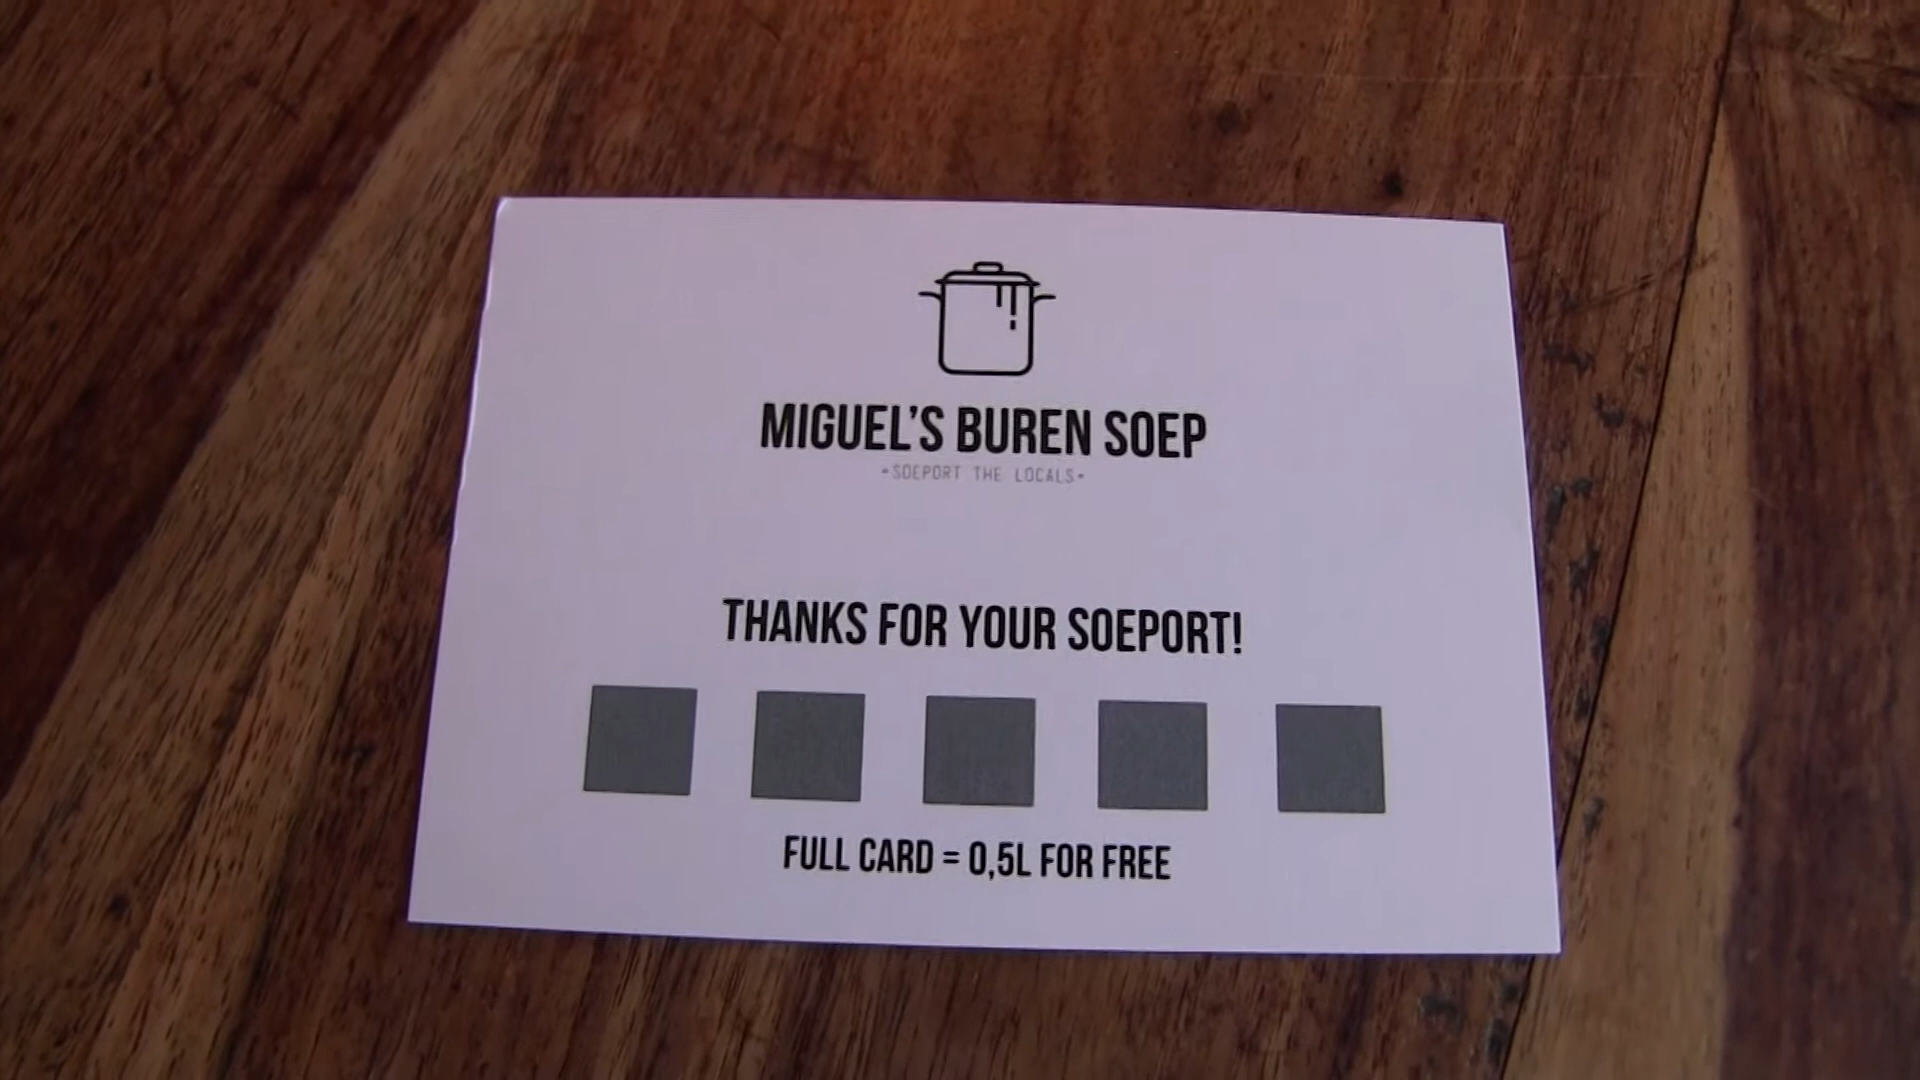 MIGUEL'S BUREN SOEP
•SOEPORT THE LOCALS•
THANKS FOR YOUR SOEPORT!
FULL CARD = 0,5L FOR FREE